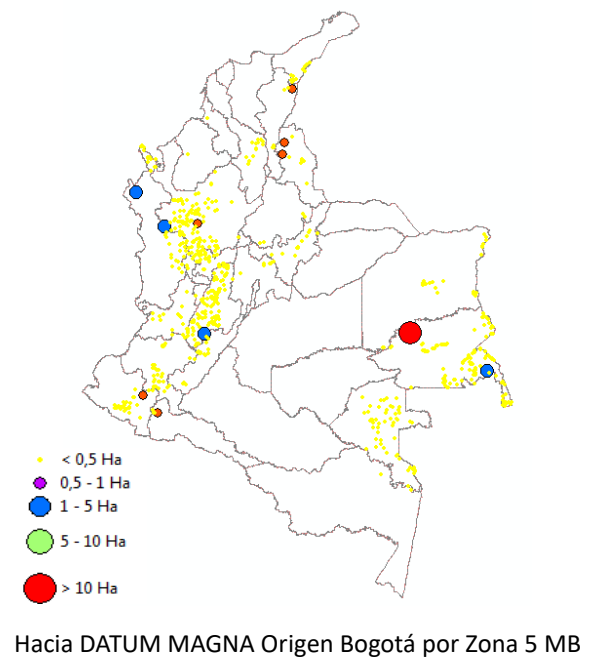 < 0,5 Ha
0,5 - 1 Ha
1 - 5 Ha
5 - 10 Ha
> 10 Ha
Hacia DATUM MAGNA Origen Bogotá por Zona 5 MB